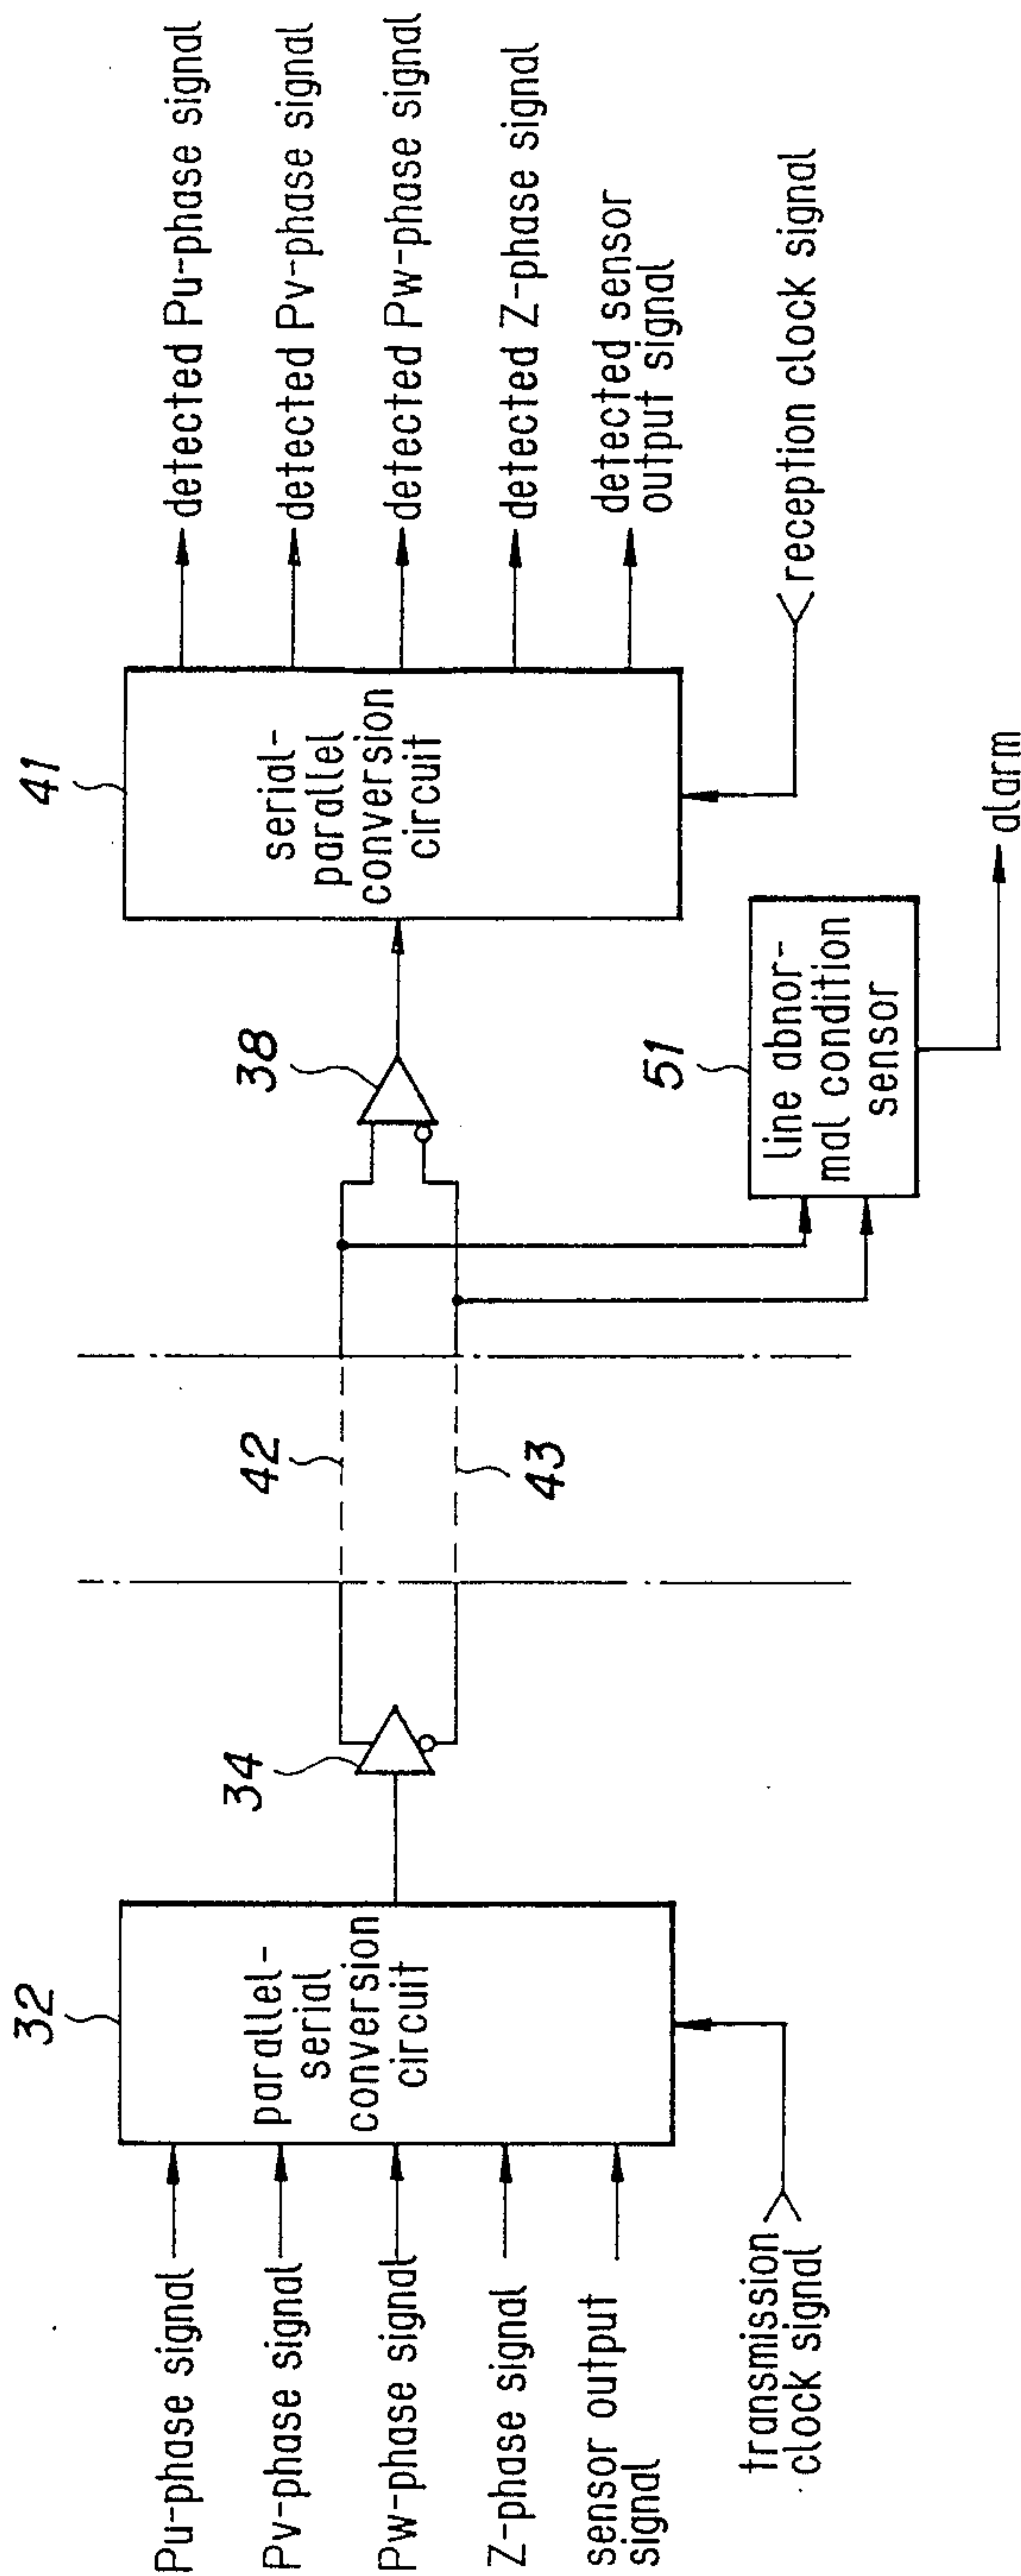 Pu-phase signal
Pv-phase signal
Pw-phase signal
Z-phase signal
sensor output
signal
transmission
clock signal
32
parallel-
serial
conversion
circuit
34
42
43
38
41
serial-
parallel
conversion
circuit
51
line abnor-
mal condition
sensor
alarm
reception clock signal
detected Pu-phase signal
detected Pv-phase signal
detected Pw-phase signal
detected Z-phase signal
detected sensor
output signal